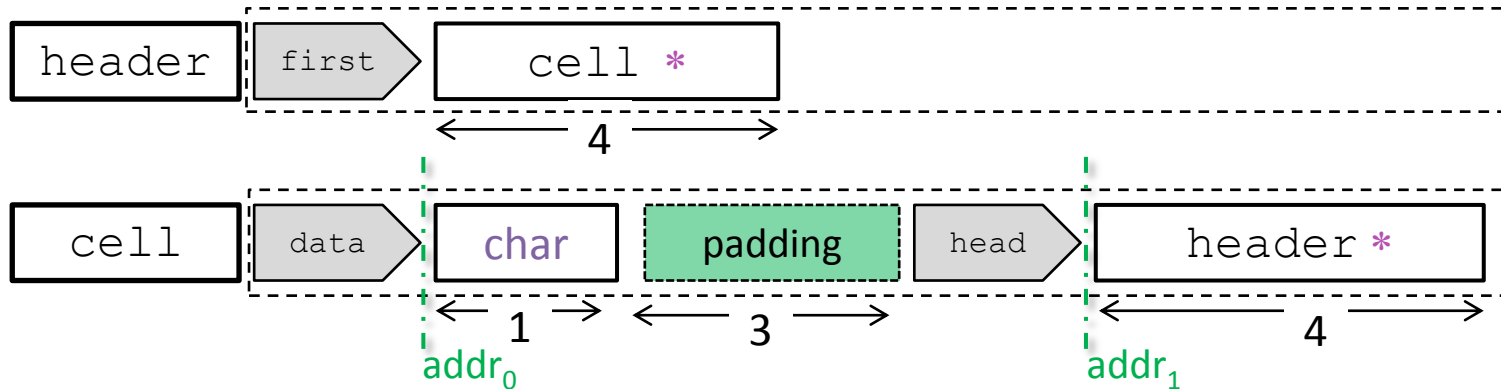 header first cell *
4
cell data char padding head header *
1 3 4
addr₀ addr₁